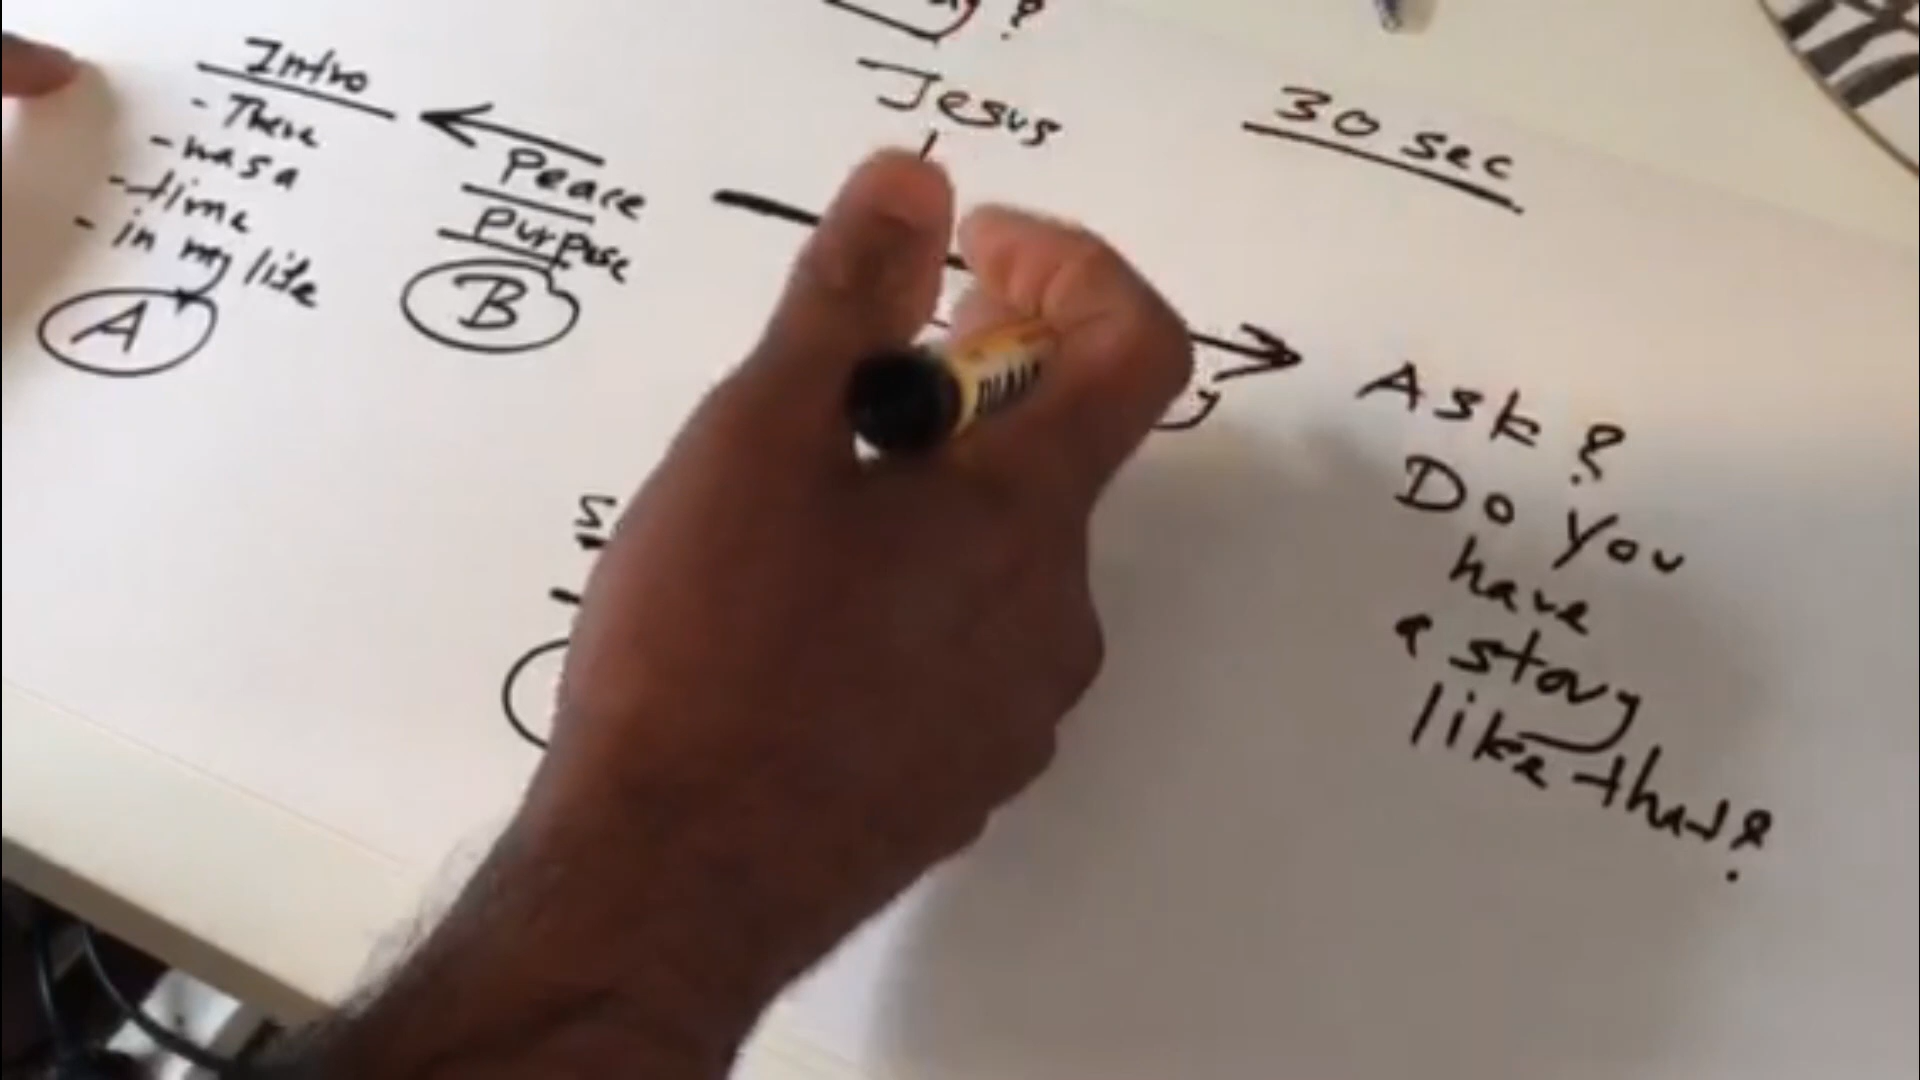 Intro
- There
- was a
- time
- in my life
A
Peace
Purpose
B
?
Jesus
30 sec
Ask?
Do You
have
a story
like that?
S
y